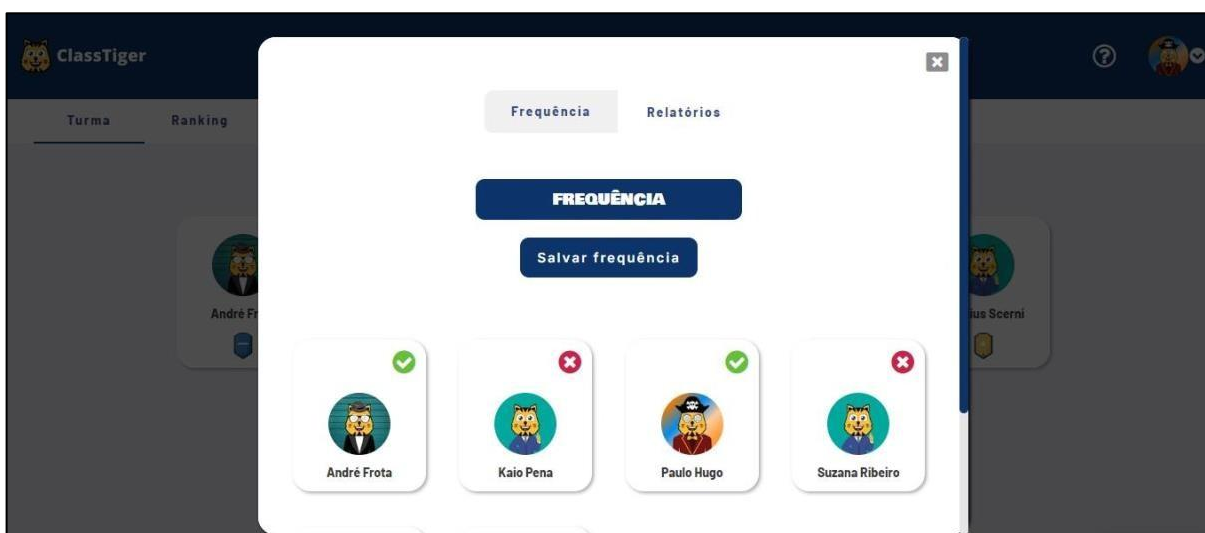 ClassTiger
Turma Ranking
Frequência Relatórios
FREQUÊNCIA
Salvar frequência
André Fr
ius Scerni
André Frota Kaio Pena Paulo Hugo Suzana Ribeiro